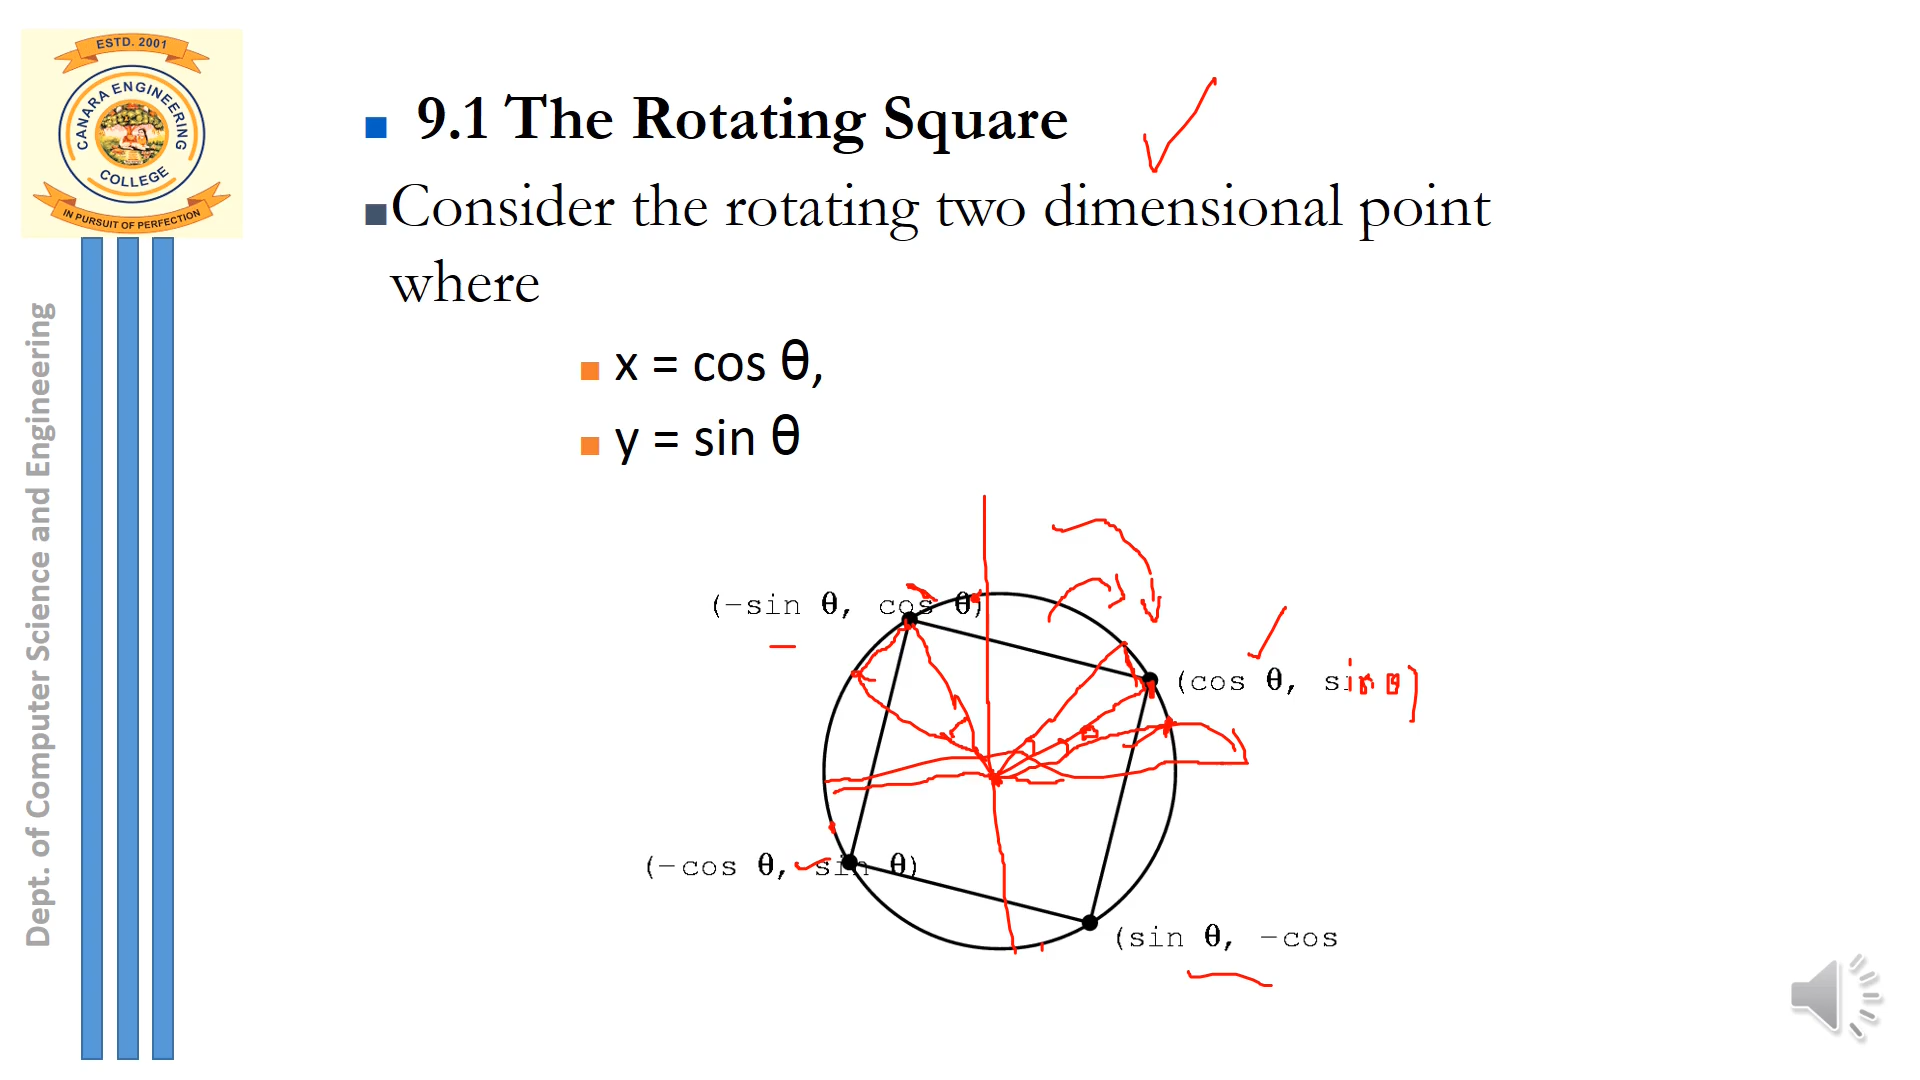 ESTD. 2001
CANARA ENGINEERING
COLLEGE
IN PURSUIT OF PERFECTION
Dept. of Computer Science and Engineering
9.1 The Rotating Square
Consider the rotating two dimensional point
where
x = cos θ,
y = sin θ
(−sin θ, cos θ)
(cos θ, sin θ)
(−cos θ, sin θ)
(sin θ, −cos